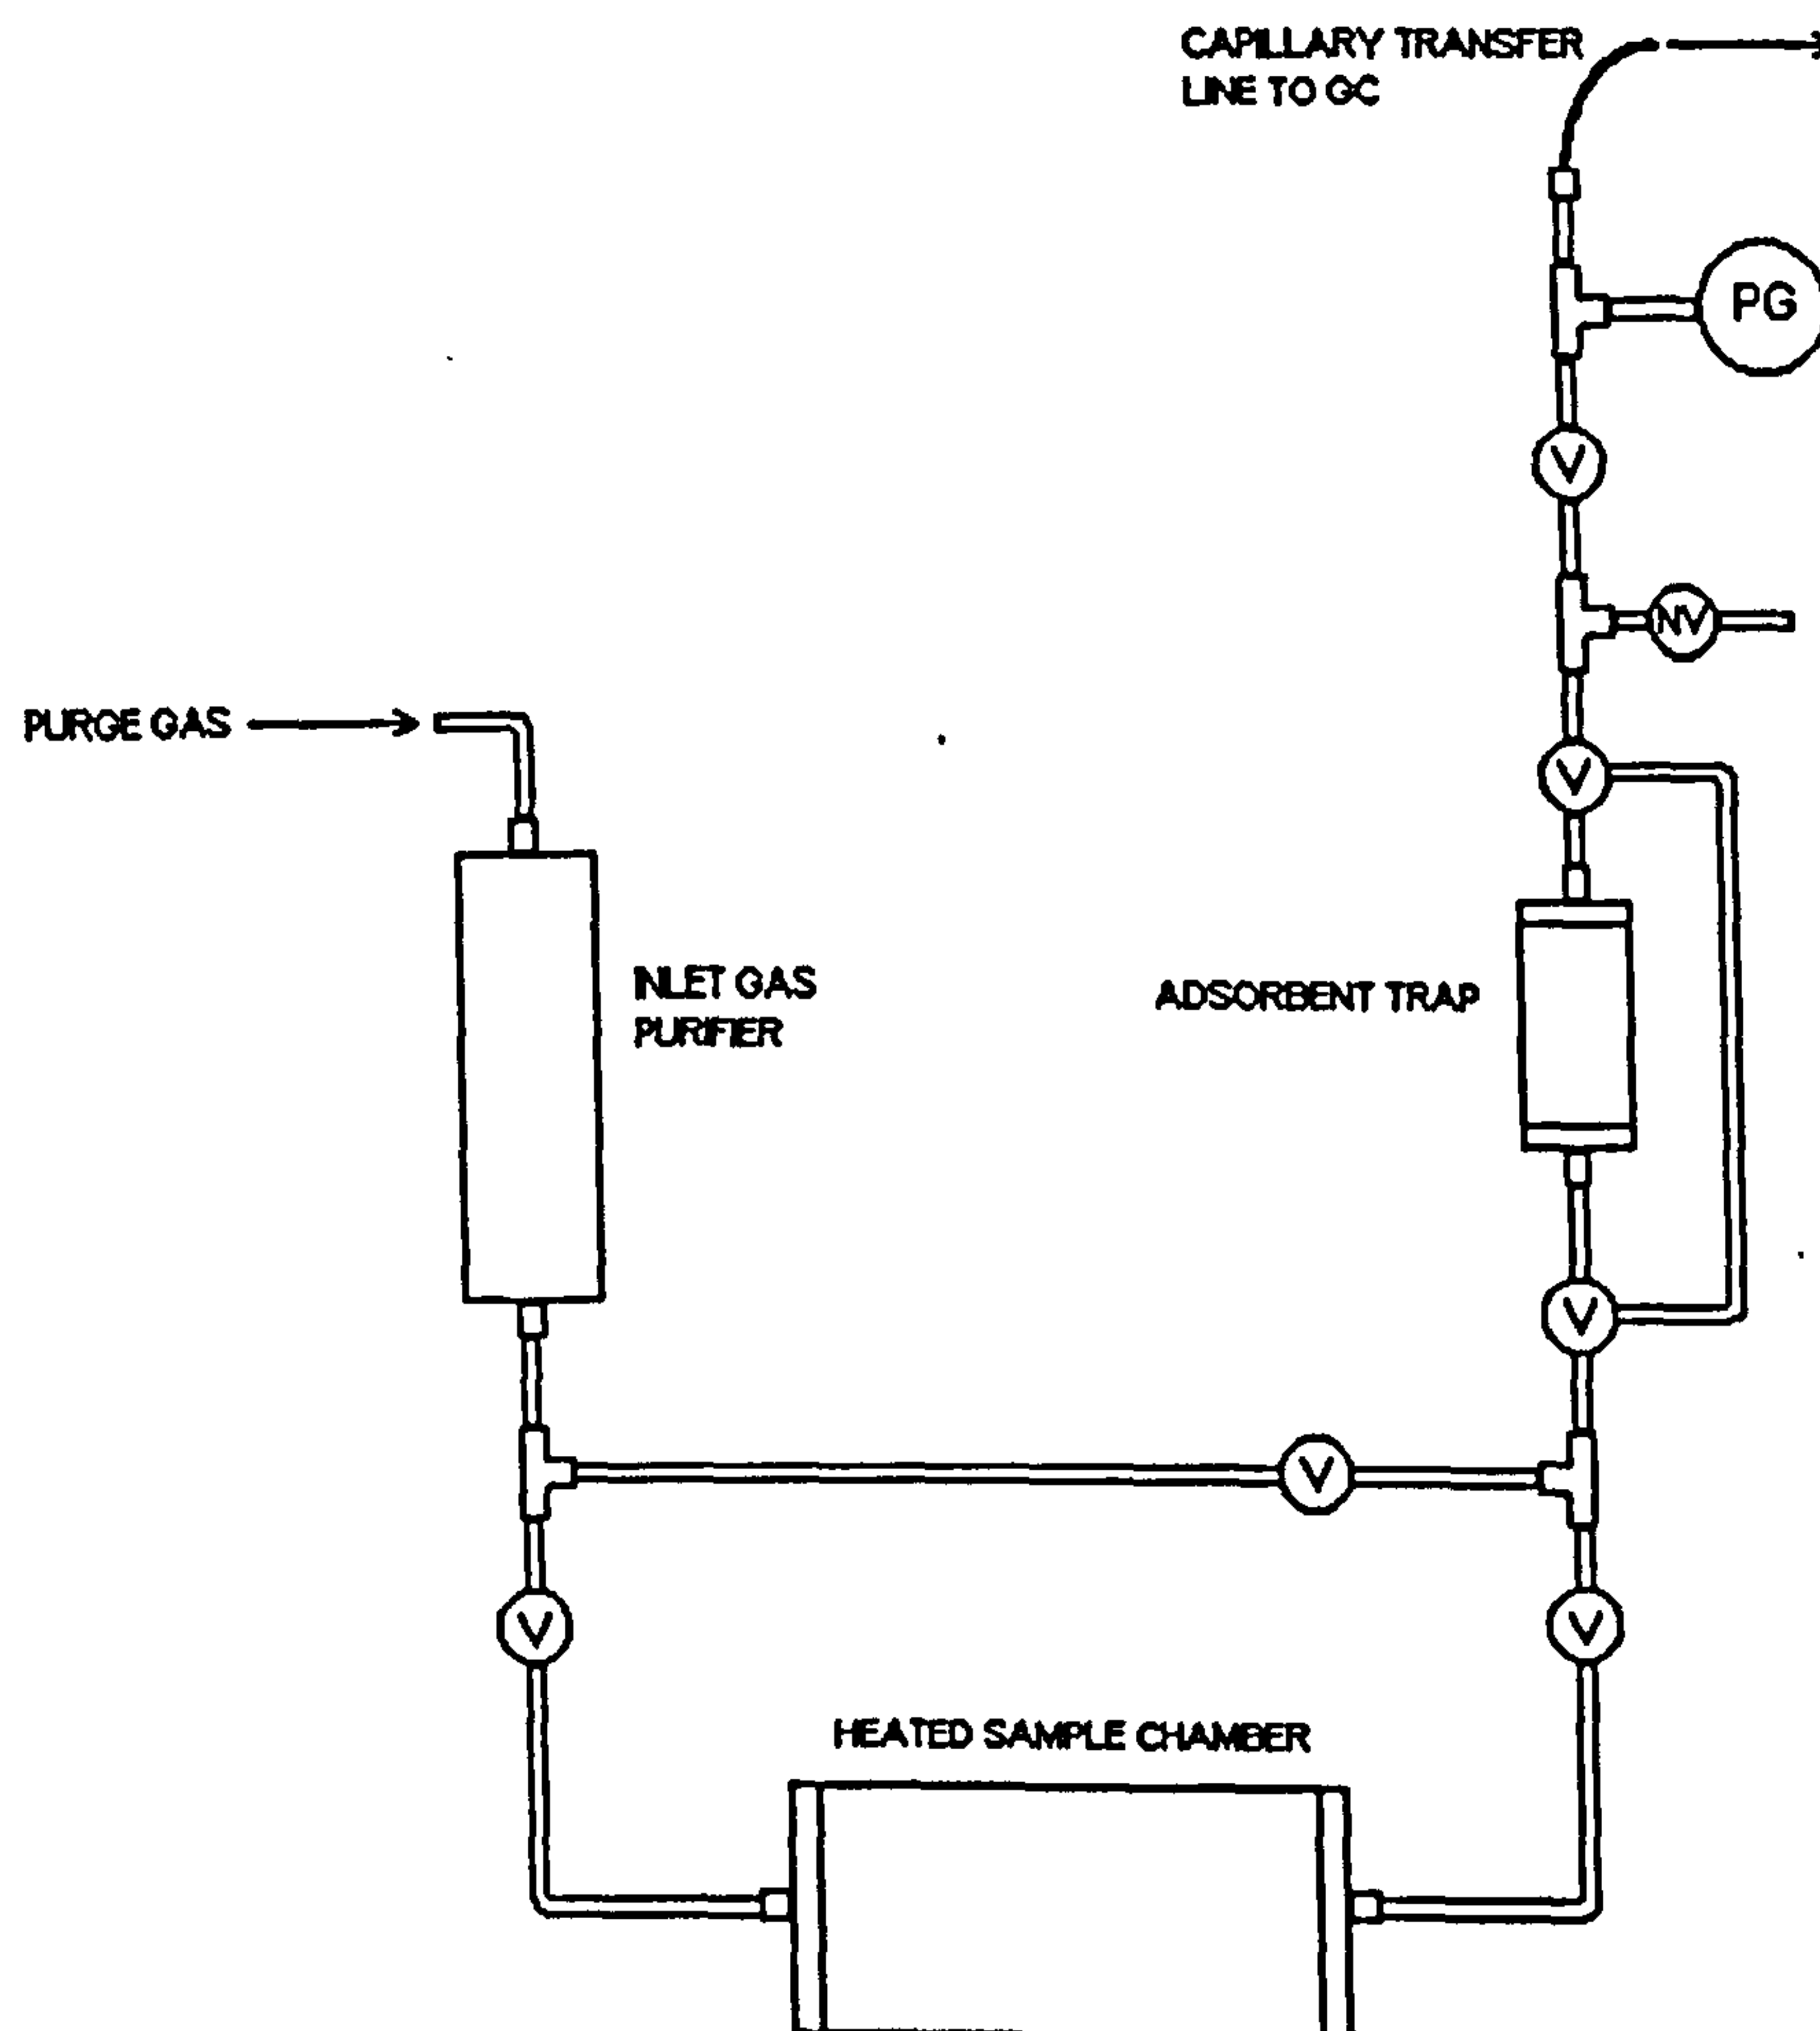 CAPILLARY TRANSFER
LINE TO GC
PG
V
NV
PURGE GAS
V
INLET GAS
PURIFIER
ADSORBENT TRAP
V
V
V
V
HEATED SAMPLE CHAMBER